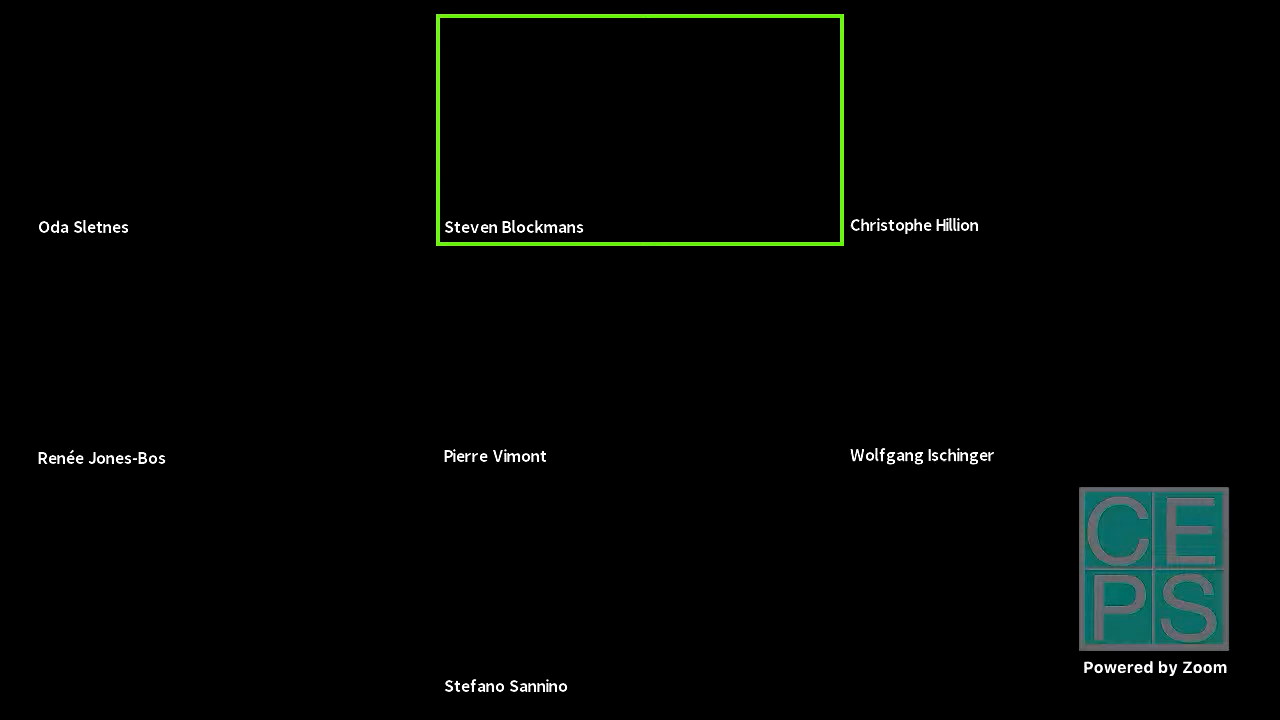 Oda Sletnes
Steven Blockmans
Christophe Hillion
Renée Jones-Bos
Pierre Vimont
Wolfgang Ischinger
CE
PS
Powered by Zoom
Stefano Sannino